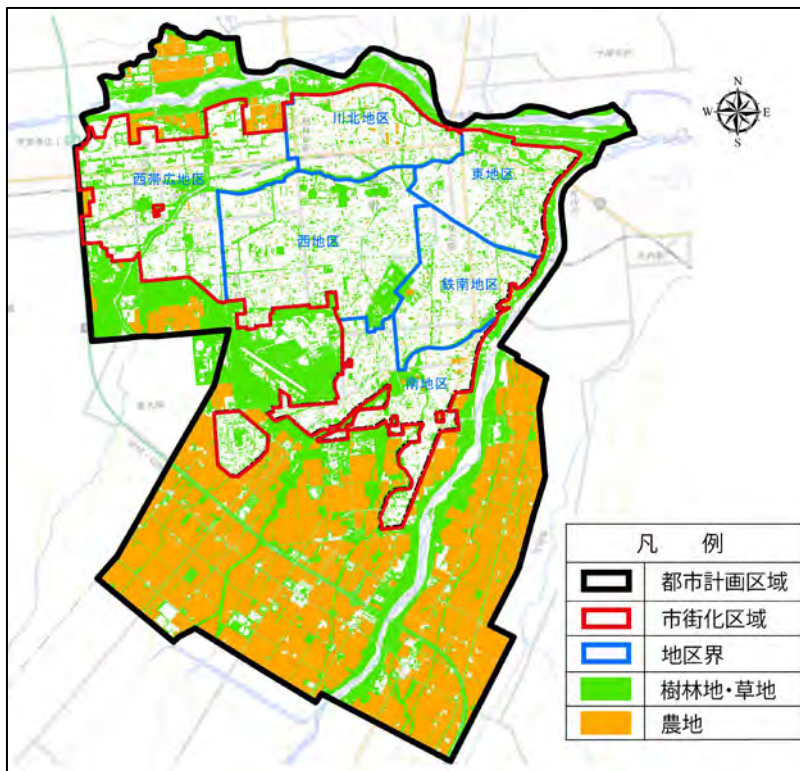 N
W E
S
川北地区
東地区
西帯広地区
西地区
鉄南地区
南地区
凡 例
都市計画区域
市街化区域
地区界
樹林地・草地
農地